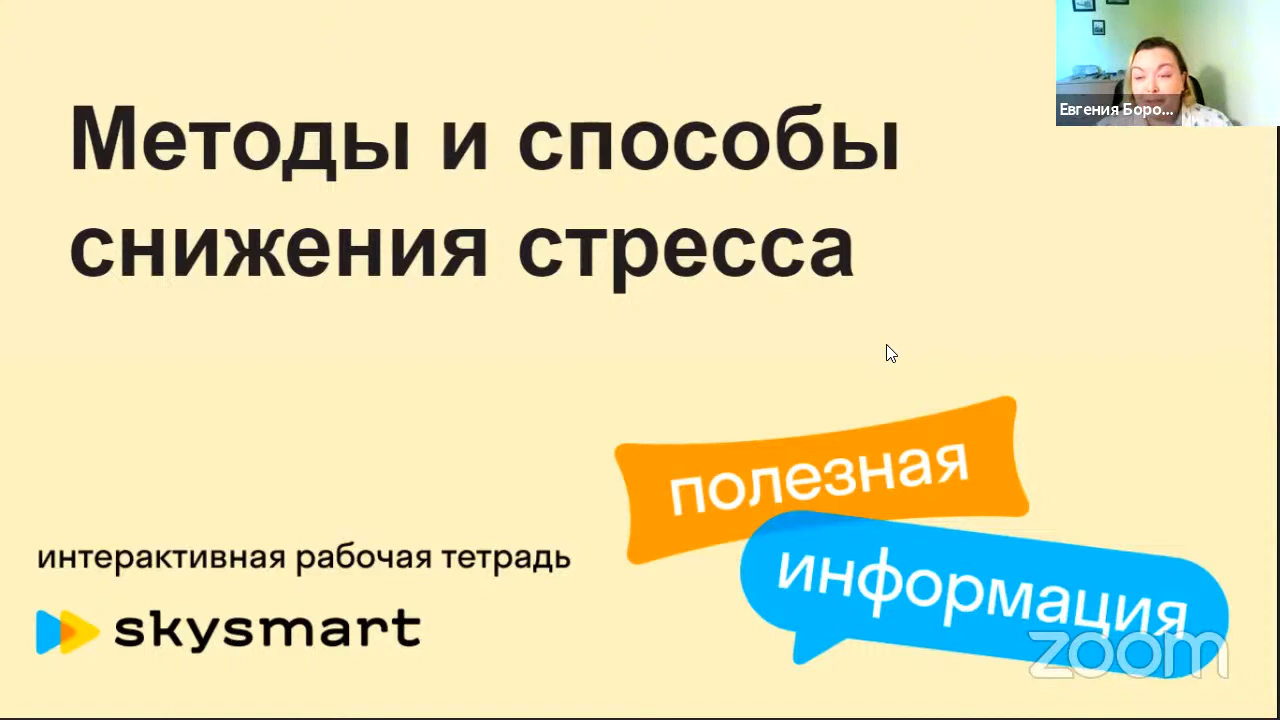 Методы и способы
снижения стресса
Евгения Боро...
полезная
информация
интерактивная рабочая тетрадь
skysmart
zoom